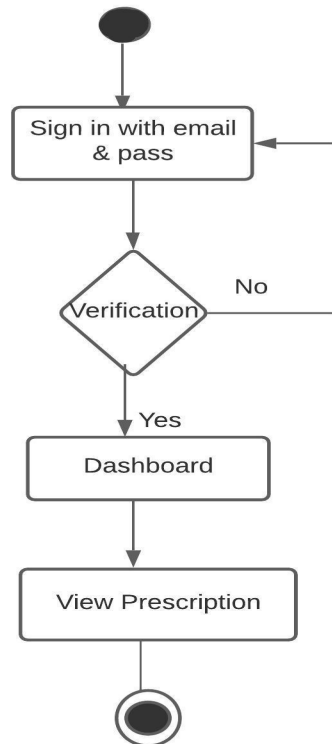 Sign in with email
& pass
Verification
No
Yes
Dashboard
View Prescription